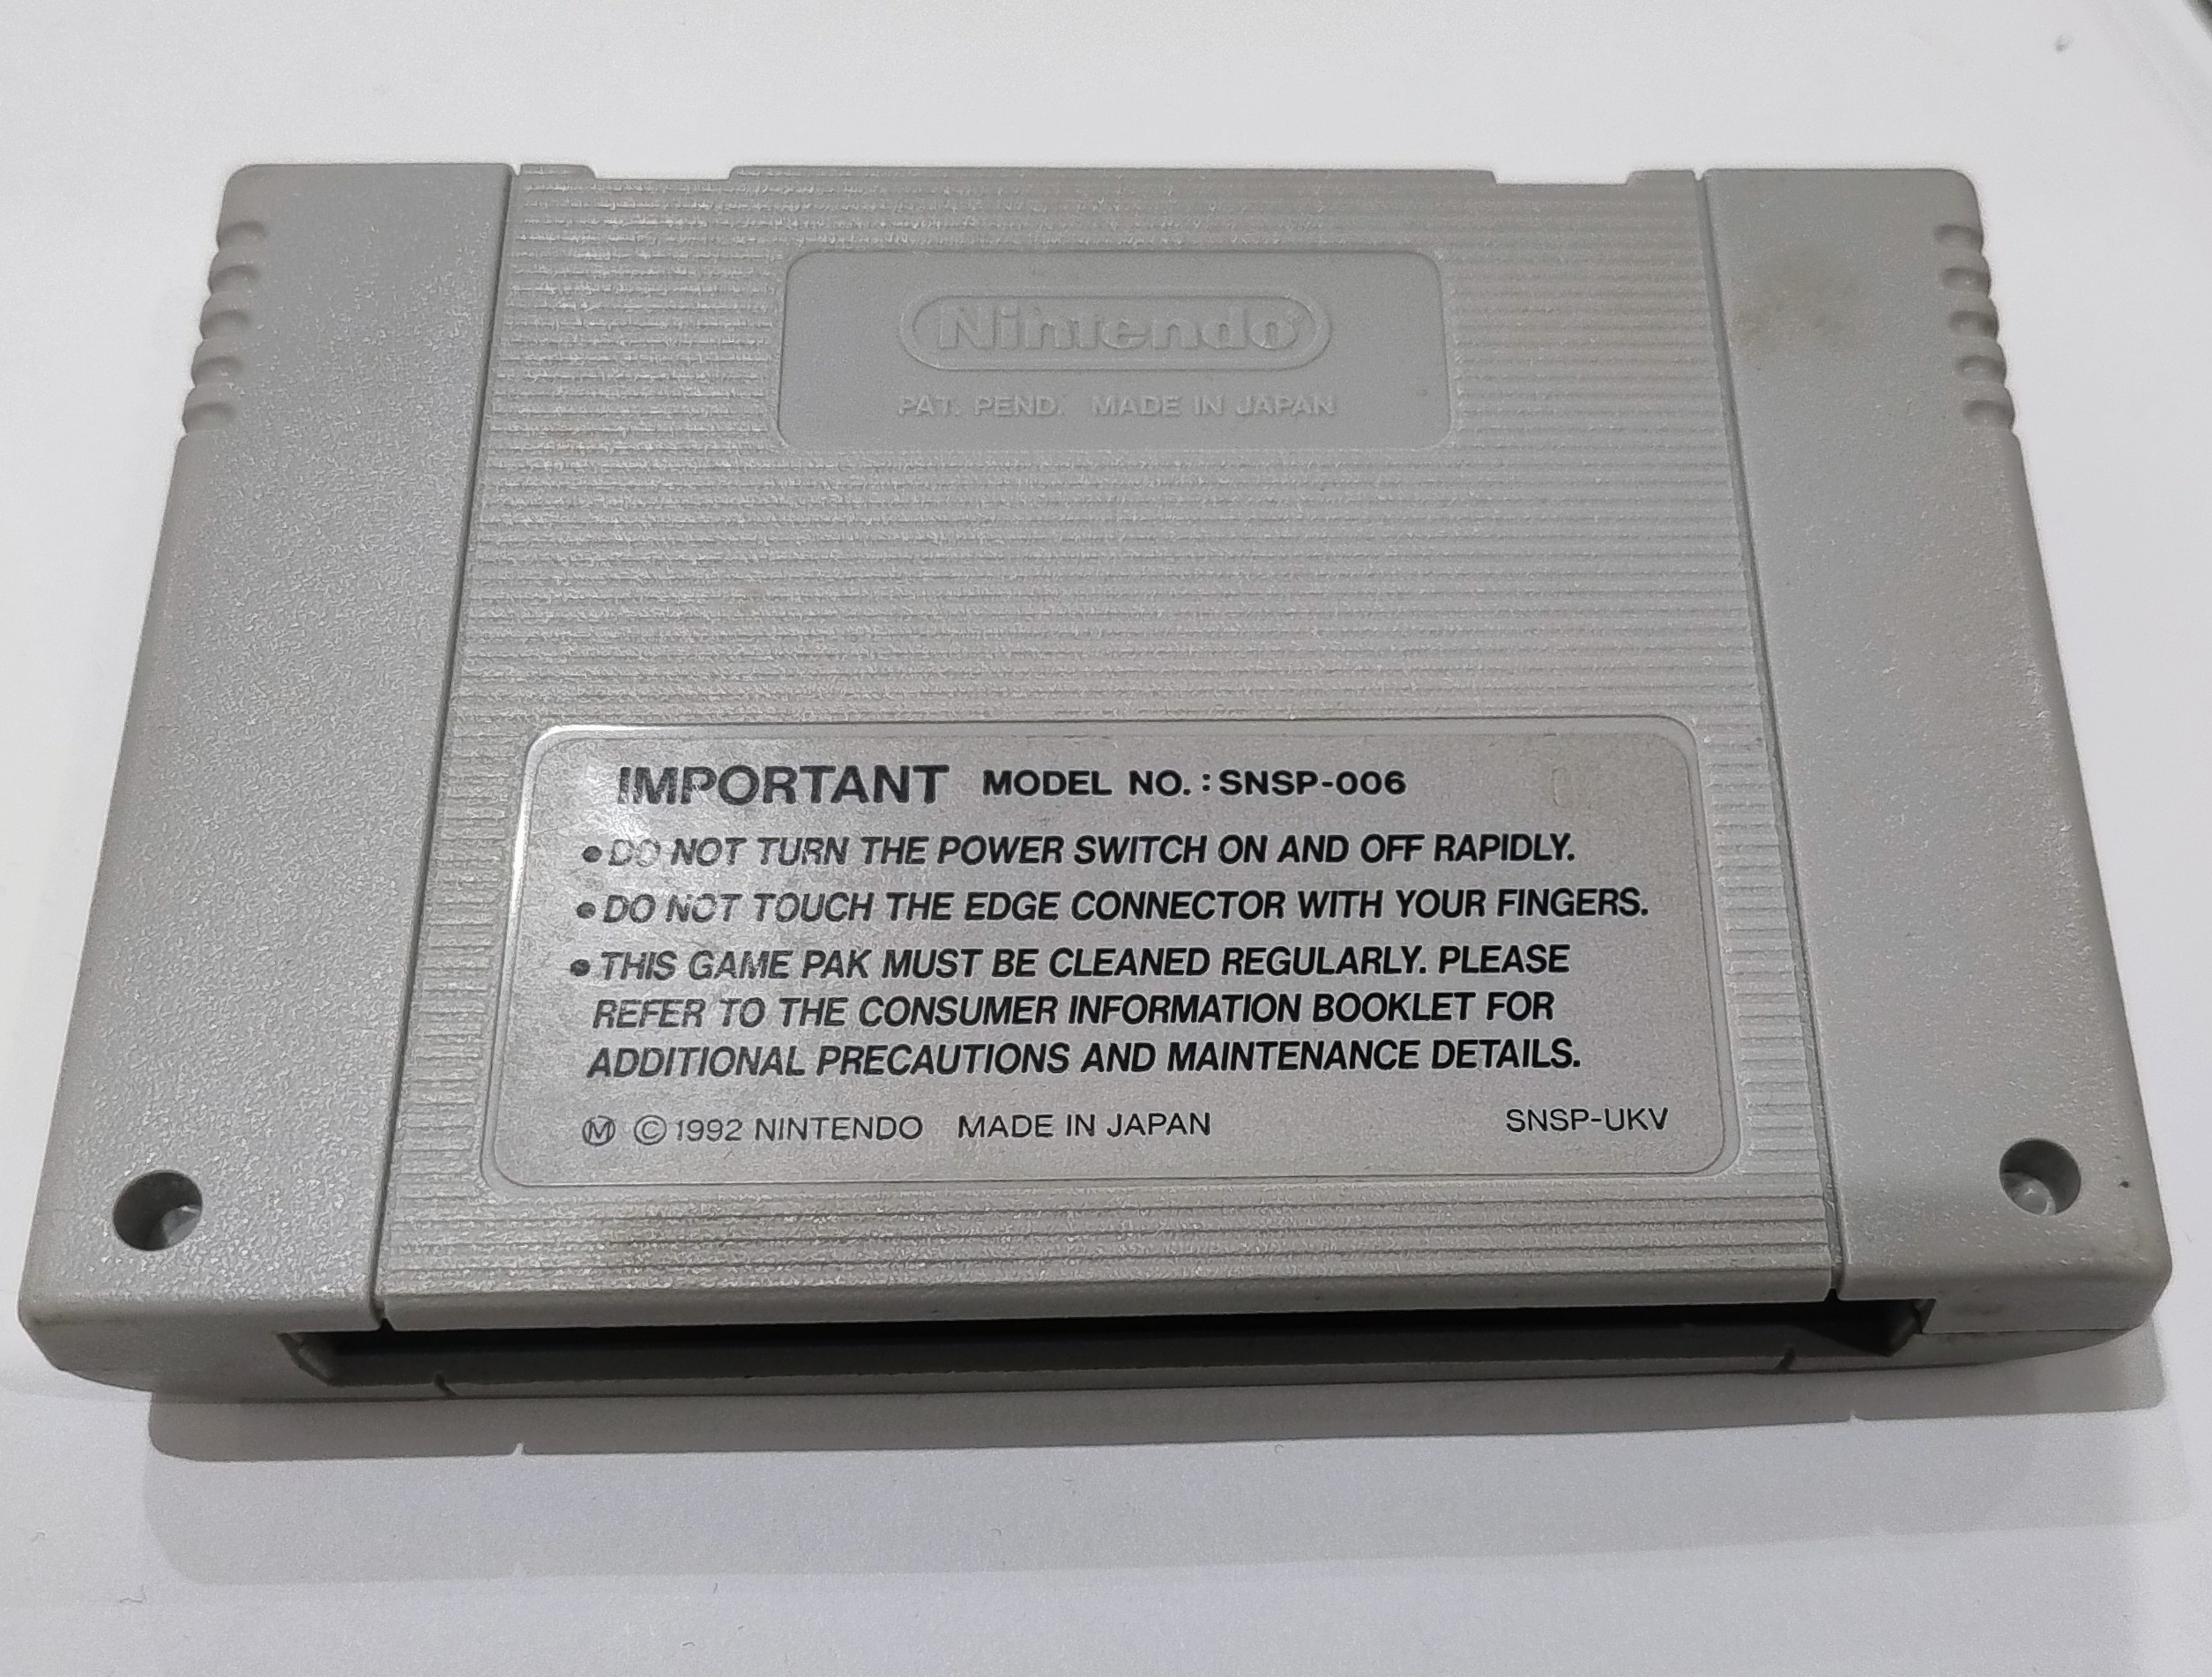 Nintendo
PAT. PEND. MADE IN JAPAN
IMPORTANT MODEL NO.: SNSP-006
•DO NOT TURN THE POWER SWITCH ON AND OFF RAPIDLY.
•DO NOT TOUCH THE EDGE CONNECTOR WITH YOUR FINGERS.
•THIS GAME PAK MUST BE CLEANED REGULARLY. PLEASE
REFER TO THE CONSUMER INFORMATION BOOKLET FOR
ADDITIONAL PRECAUTIONS AND MAINTENANCE DETAILS.
Ⓜ ©1992 NINTENDO MADE IN JAPAN SNSP-UKV